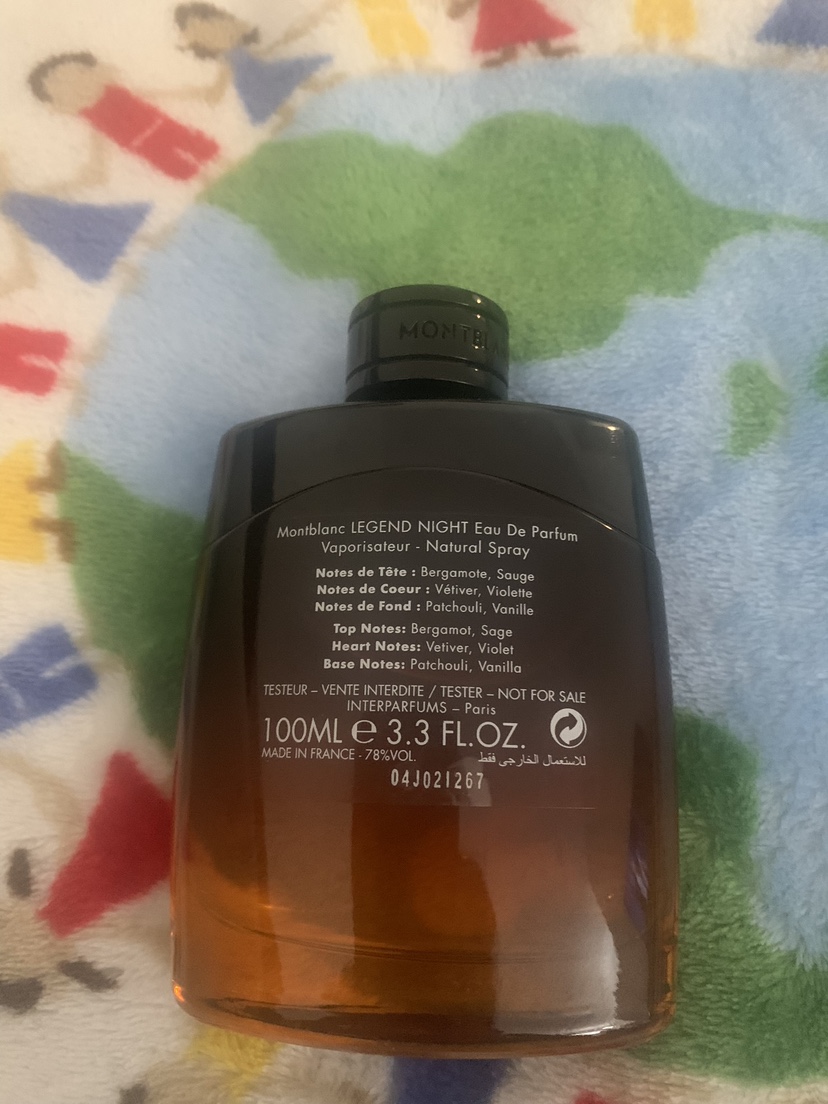 MONTBLA
Montblanc LEGEND NIGHT Eau De Parfum
Vaporisateur - Natural Spray
Notes de Tête : Bergamote, Sauge
Notes de Coeur : Vétiver, Violette
Notes de Fond : Patchouli, Vanille
Top Notes: Bergamot, Sage
Heart Notes: Vetiver, Violet
Base Notes: Patchouli, Vanilla
TESTEUR – VENTE INTERDITE / TESTER – NOT FOR SALE
INTERPARFUMS – Paris
100ML ℮ 3.3 FL.OZ.
MADE IN FRANCE - 78%VOL. للاستعمال الخارجي فقط
04J021267